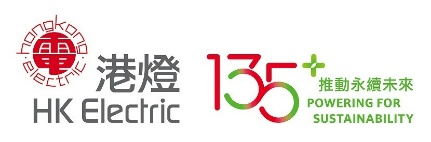 hongkong
電
electric
港燈
HK Electric
135+
推動永續未來
POWERING FOR
SUSTAINABILITY